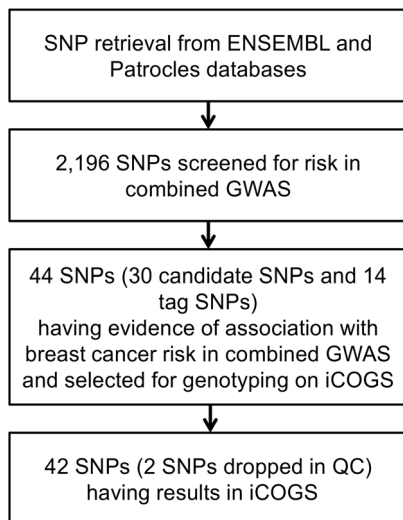 SNP retrieval from ENSEMBL and
Patrocles databases
2,196 SNPs screened for risk in
combined GWAS
44 SNPs (30 candidate SNPs and 14
tag SNPs)
having evidence of association with
breast cancer risk in combined GWAS
and selected for genotyping on iCOGS
42 SNPs (2 SNPs dropped in QC)
having results in iCOGS